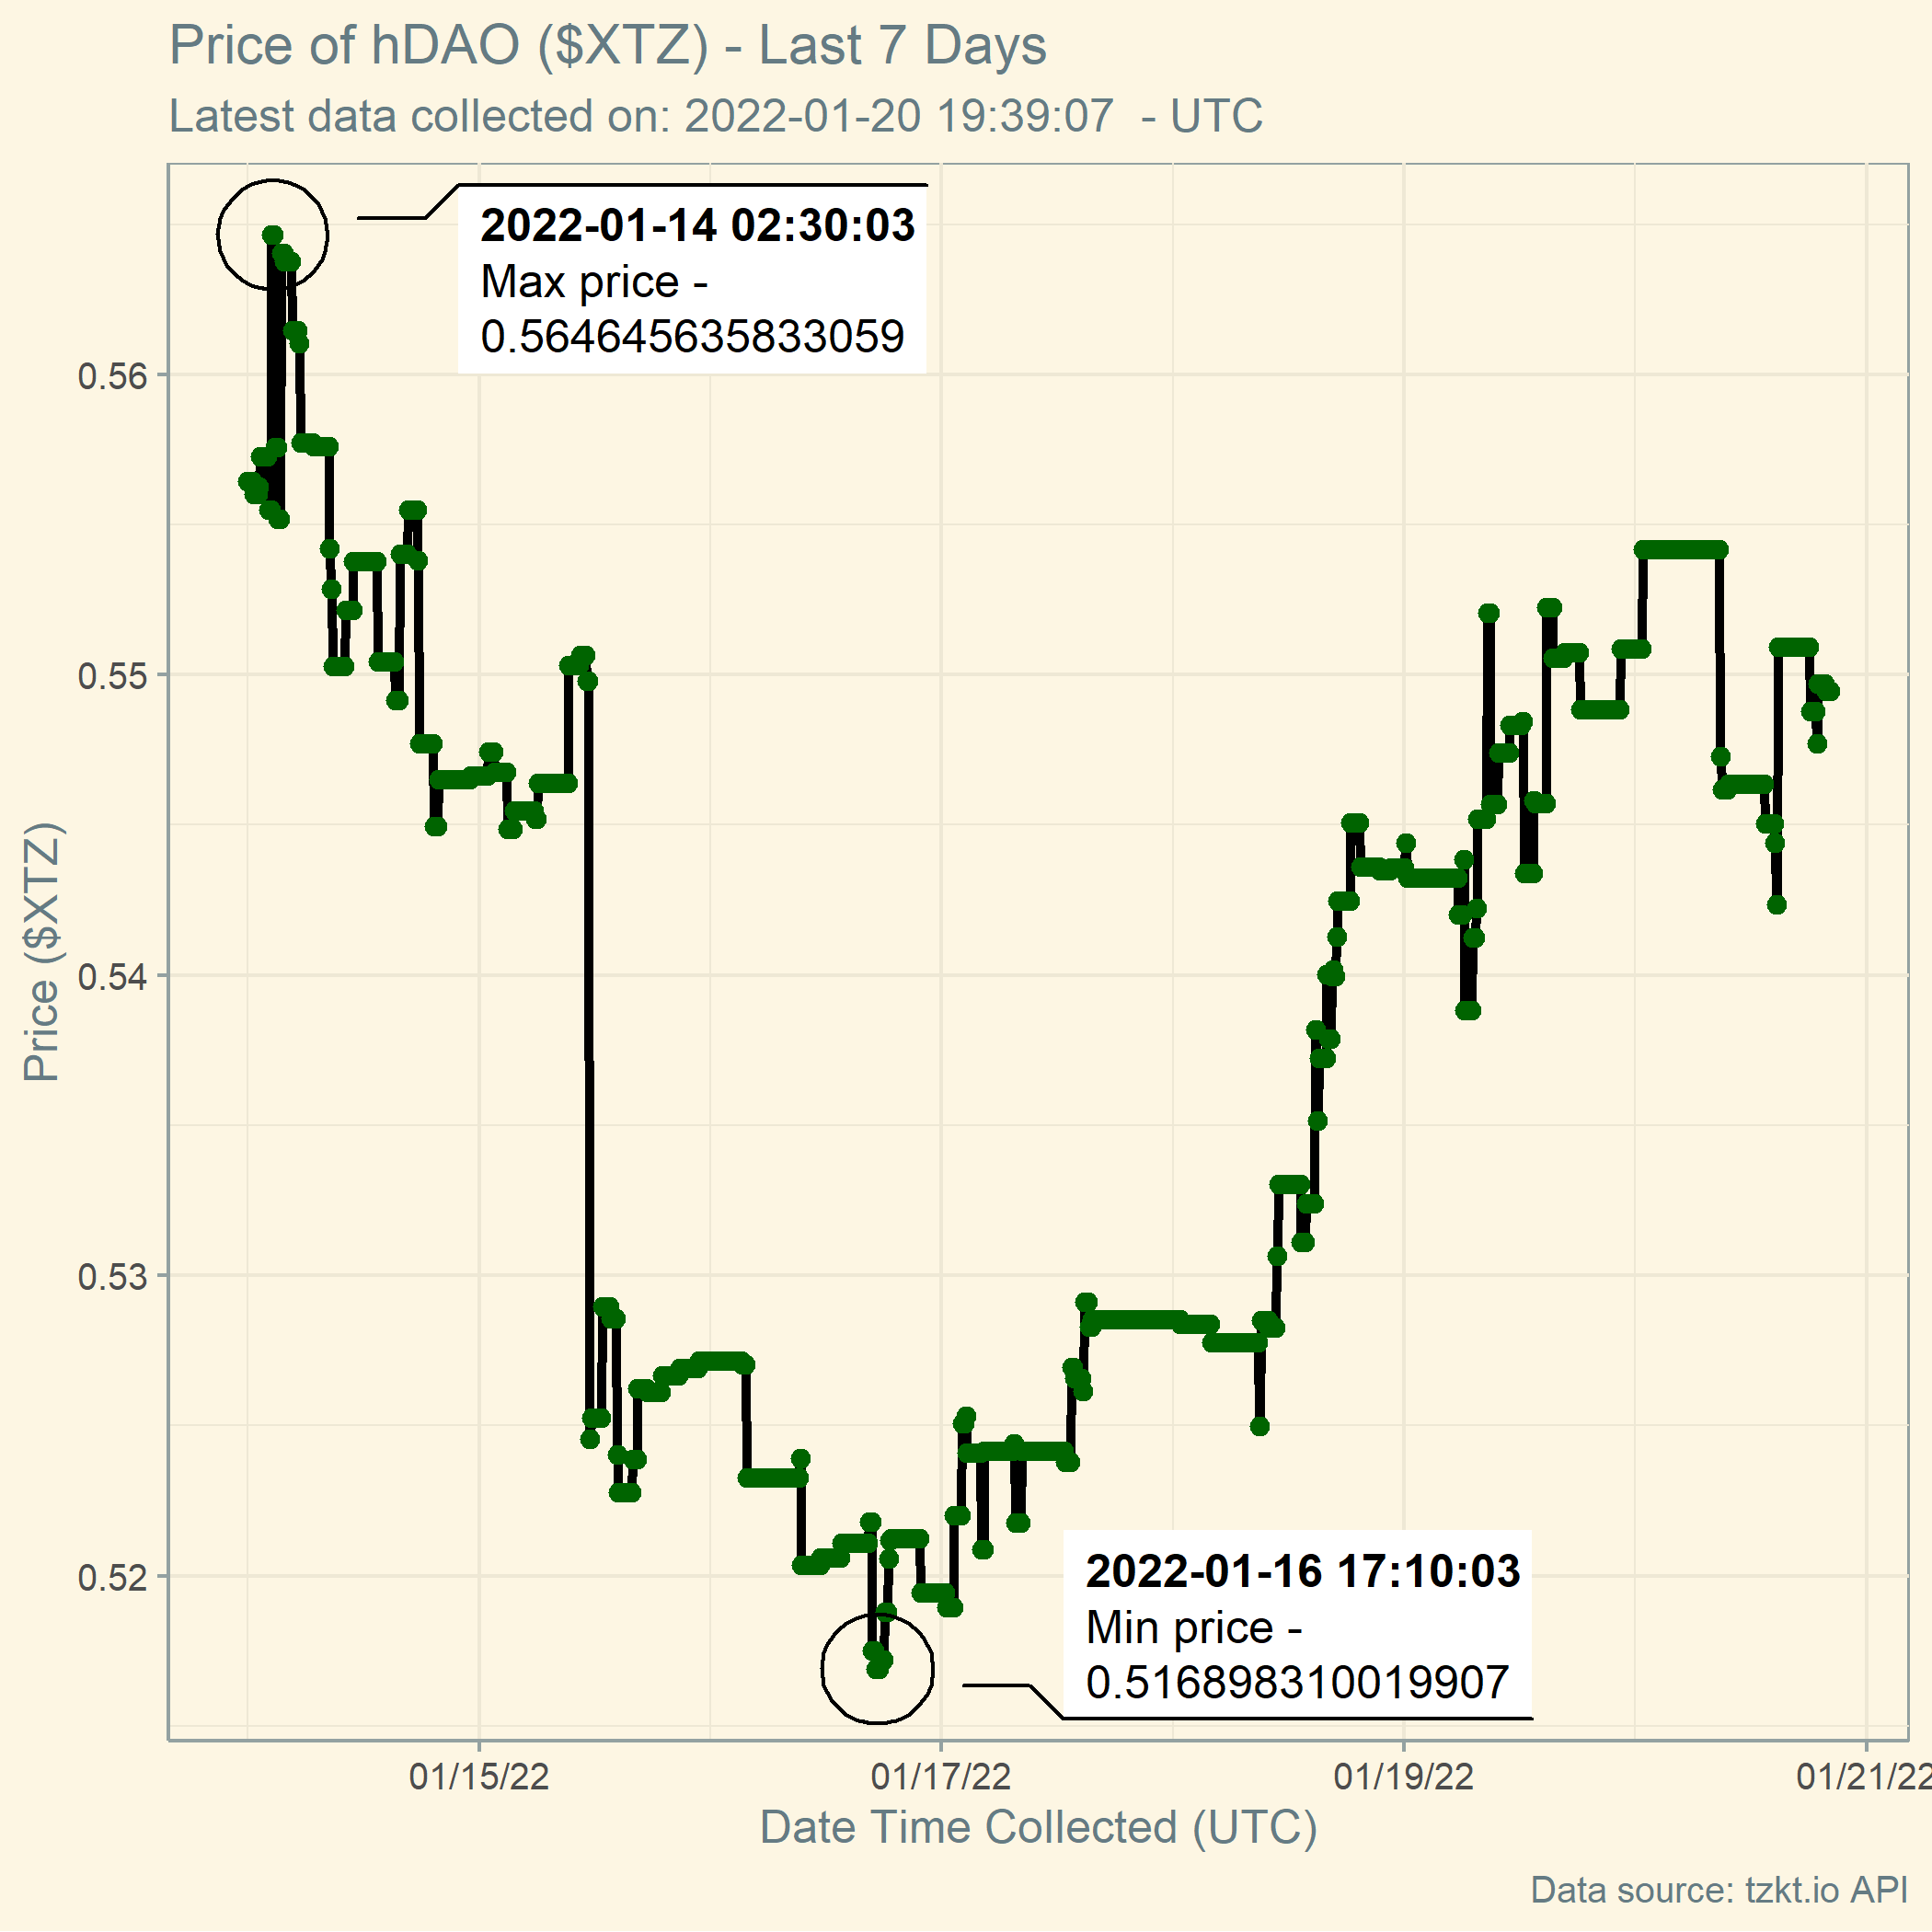 Price of hDAO ($XTZ) - Last 7 Days
Latest data collected on: 2022-01-20 19:39:07  - UTC
2022-01-14 02:30:03
Max price -
0.564645635833059
0.56
0.55
0.54
0.53
0.52
Price ($XTZ)
2022-01-16 17:10:03
Min price -
0.516898310019907
01/15/22
01/17/22
01/19/22
01/21/22
Date Time Collected (UTC)
Data source: tzkt.io API